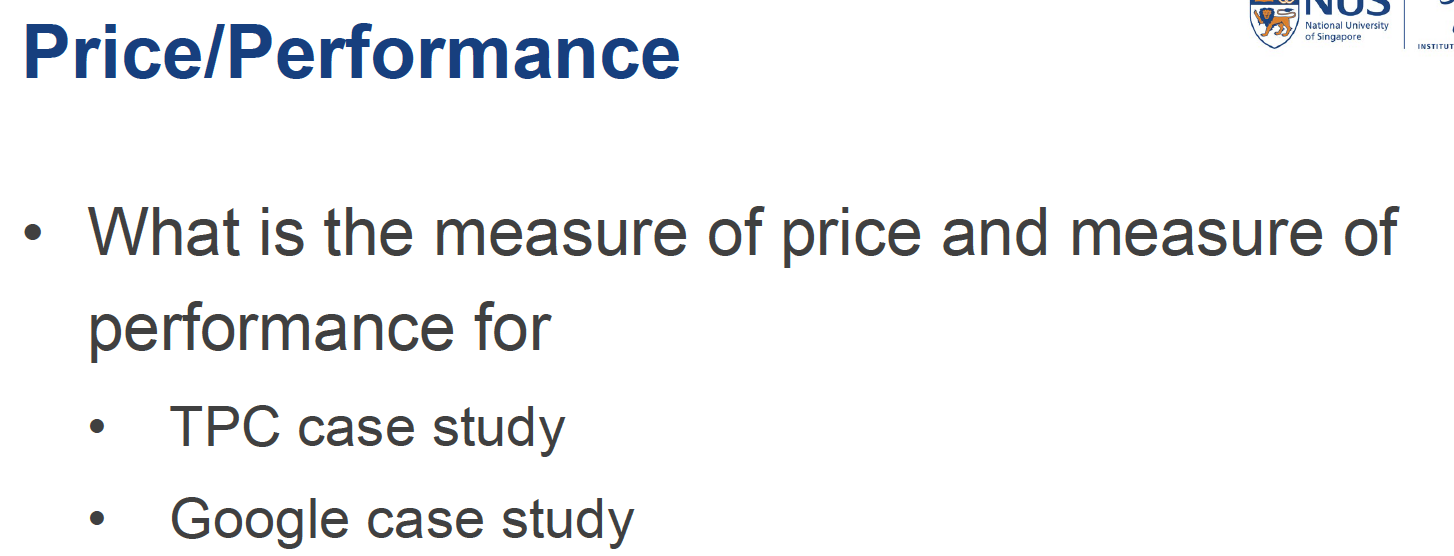 Price/Performance
NUS
National University
of Singapore
• What is the measure of price and measure of
performance for
• TPC case study
• Google case study